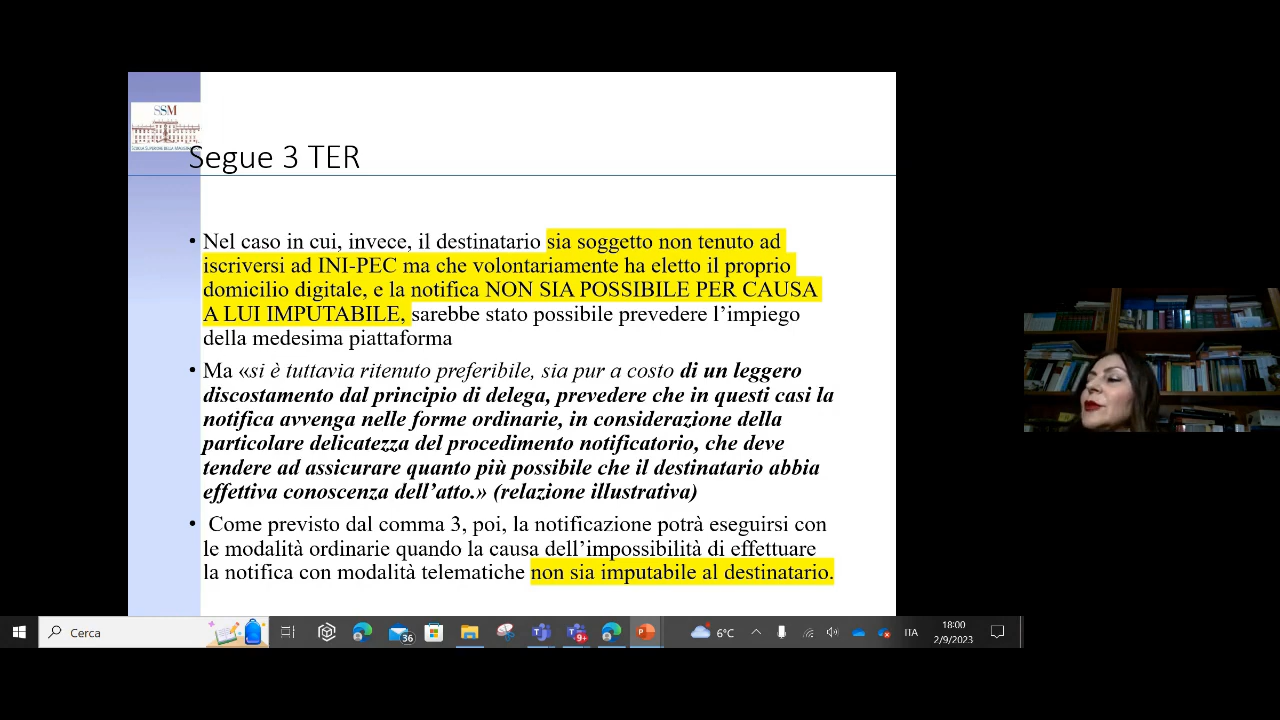 SSM
SCUOLA SUPERIORE DELLA MAGISTRATURA
Segue 3 TER
• Nel caso in cui, invece, il destinatario sia soggetto non tenuto ad
iscriversi ad INI-PEC ma che volontariamente ha eletto il proprio
domicilio digitale, e la notifica NON SIA POSSIBILE PER CAUSA
A LUI IMPUTABILE, sarebbe stato possibile prevedere l’impiego
della medesima piattaforma
• Ma «si è tuttavia ritenuto preferibile, sia pur a costo di un leggero
discostamento dal principio di delega, prevedere che in questi casi la
notifica avvenga nelle forme ordinarie, in considerazione della
particolare delicatezza del procedimento notificatorio, che deve
tendere ad assicurare quanto più possibile che il destinatario abbia
effettiva conoscenza dell’atto.» (relazione illustrativa)
• Come previsto dal comma 3, poi, la notificazione potrà eseguirsi con
le modalità ordinarie quando la causa dell’impossibilità di effettuare
la notifica con modalità telematiche non sia imputabile al destinatario.
Cerca
36
9+
6°C
ITA
18:00
2/9/2023